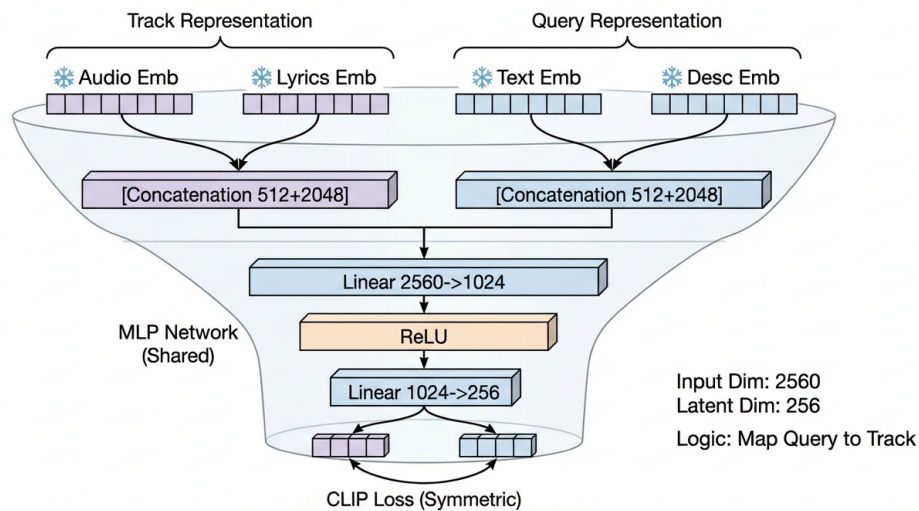 Track Representation
Query Representation
Audio Emb
Lyrics Emb
Text Emb
Desc Emb
[Concatenation 512+2048]
[Concatenation 512+2048]
Linear 2560->1024
MLP Network
(Shared)
ReLU
Linear 1024->256
Input Dim: 2560
Latent Dim: 256
Logic: Map Query to Track
CLIP Loss (Symmetric)